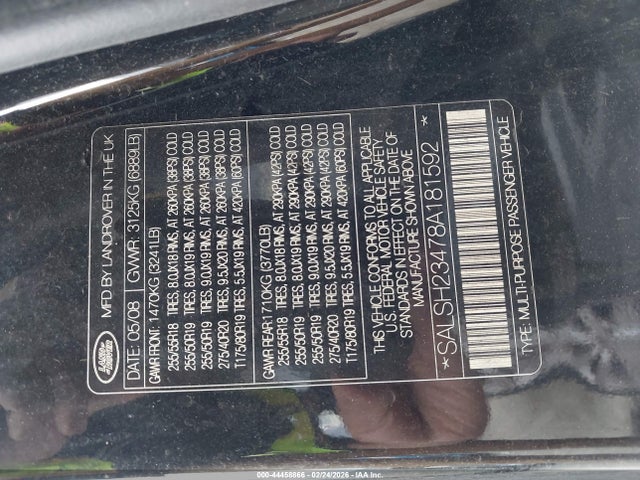 LAND ROVER
MFD BY LANDROVER IN THE UK
DATE: 05/08 GVWR: 3125KG (6889LB)
GAWR FRONT: 1470KG (3241LB)
255/55R18 TIRES, 8.0JX18 RIMS, AT 260KPA (38PSI) COLD
255/50R19 TIRES, 8.0JX19 RIMS, AT 260KPA (38PSI) COLD
255/50R19 TIRES, 9.0JX19 RIMS, AT 260KPA (38PSI) COLD
275/40R20 TIRES, 9.5JX20 RIMS, AT 260KPA (38PSI) COLD
T175/80R19 TIRES, 5.5JX19 RIMS, AT 420KPA (60PSI) COLD
GAWR REAR: 1710KG (3770LB)
255/55R18 TIRES, 8.0JX18 RIMS, AT 290KPA (42PSI) COLD
255/50R19 TIRES, 8.0JX19 RIMS, AT 290KPA (42PSI) COLD
255/50R19 TIRES, 9.0JX19 RIMS, AT 290KPA (42PSI) COLD
275/40R20 TIRES, 9.5JX20 RIMS, AT 290KPA (42PSI) COLD
T175/80R19 TIRES, 5.5JX19 RIMS, AT 420KPA (60PSI) COLD
THIS VEHICLE CONFORMS TO ALL APPLICABLE
FEDERAL MOTOR VEHICLE SAFETY
STANDARDS IN EFFECT ON THE DATE OF
MANUFACTURE SHOWN ABOVE
*SALSH23478A181592 *
TYPE: MULTI-PURPOSE PASSENGER VEHICLE
000-44458866 - 02/24/2026 - IAA Inc.